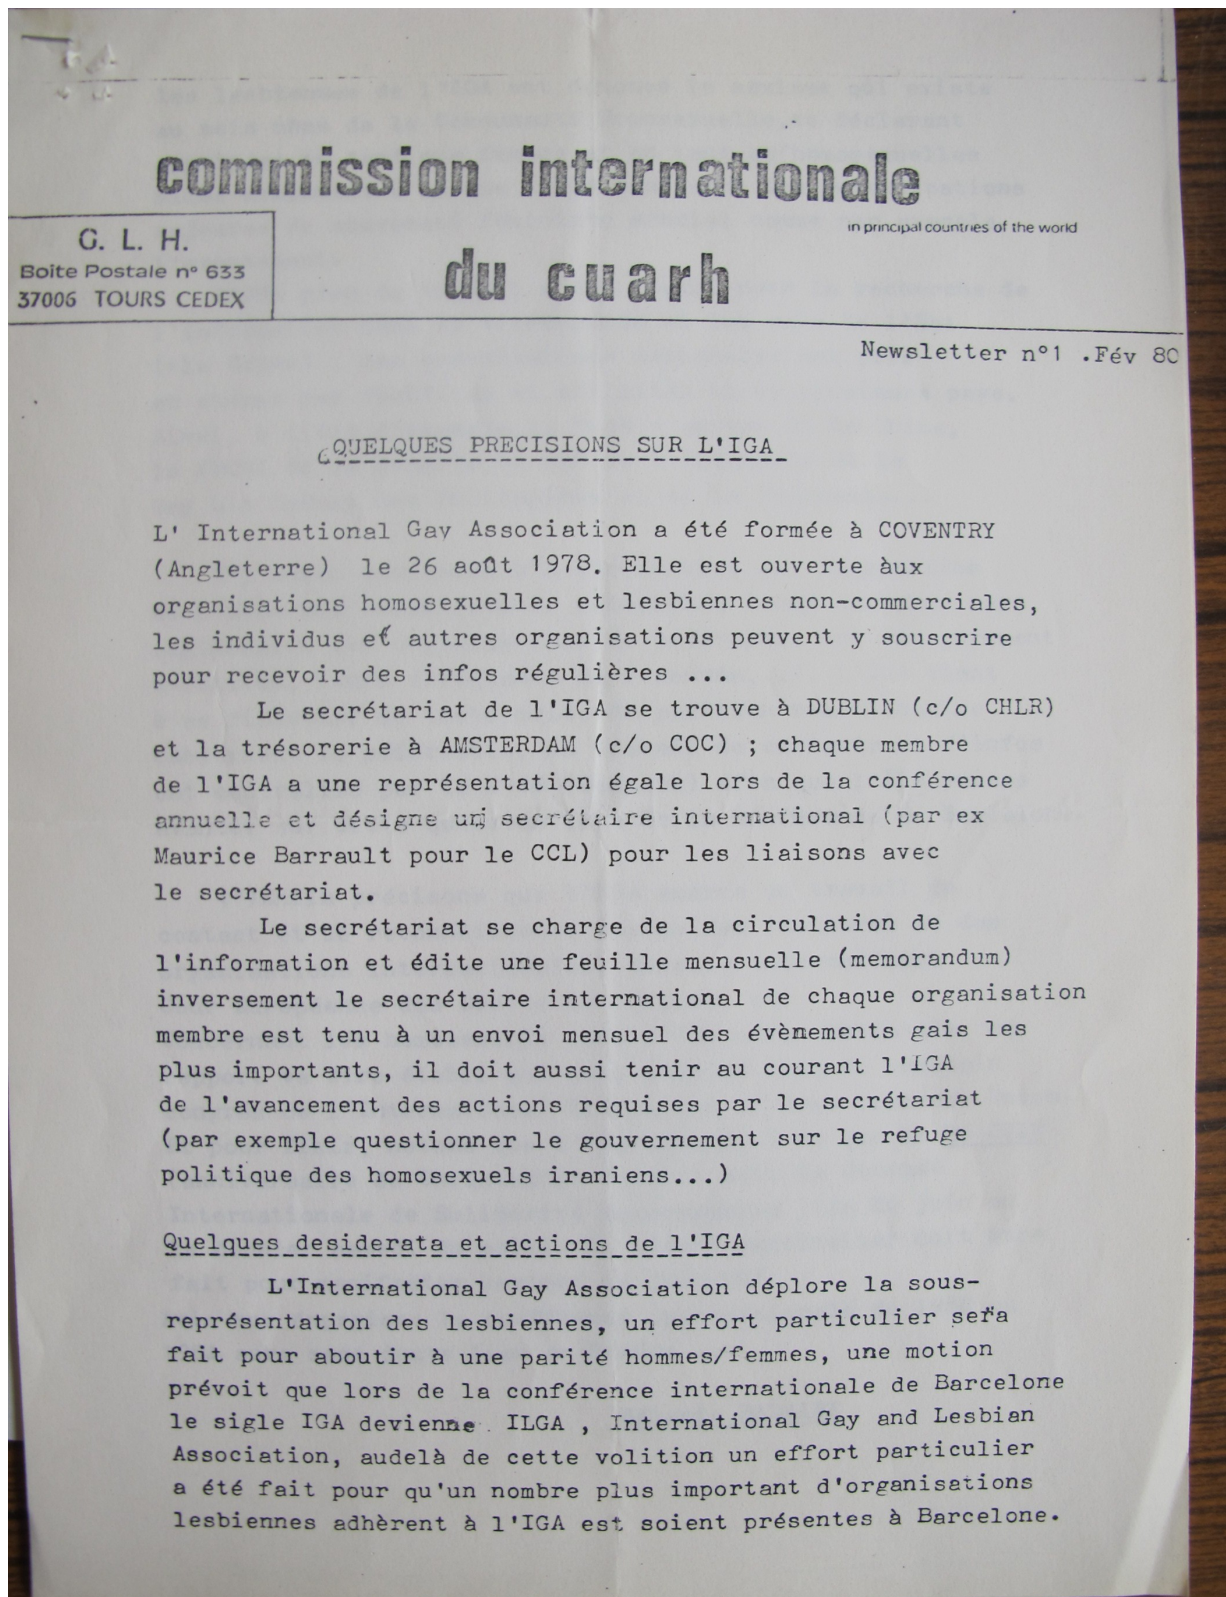 commission internationale
in principal countries of the world
G. L. H.
Boite Postale n° 633
37006 TOURS CEDEX
du cuarh
Newsletter n°1 .Fév 80
QUELQUES PRECISIONS SUR L'IGA
L' International Gay Association a été formée à COVENTRY
(Angleterre) le 26 août 1978. Elle est ouverte àux
organisations homosexuelles et lesbiennes non-commerciales,
les individus et autres organisations peuvent y souscrire
pour recevoir des infos régulières ...
Le secrétariat de l'IGA se trouve à DUBLIN (c/o CHLR)
et la trésorerie à AMSTERDAM (c/o COC) ; chaque membre
de l'IGA a une représentation égale lors de la conférence
annuelle et désigne un secrétaire international (par ex
Maurice Barrault pour le CCL) pour les liaisons avec
le secrétariat.
Le secrétariat se charge de la circulation de
l'information et édite une feuille mensuelle (memorandum)
inversement le secrétaire international de chaque organisation
membre est tenu à un envoi mensuel des évènements gais les
plus importants, il doit aussi tenir au courant l'IGA
de l'avancement des actions requises par le secrétariat
(par exemple questionner le gouvernement sur le refuge
politique des homosexuels iraniens...)
Quelques desiderata et actions de l'IGA
L'International Gay Association déplore la sous-
représentation des lesbiennes, un effort particulier sera
fait pour aboutir à une parité hommes/femmes, une motion
prévoit que lors de la conférence internationale de Barcelone
le sigle IGA devienne ILGA , International Gay and Lesbian
Association, audelà de cette volition un effort particulier
a été fait pour qu'un nombre plus important d'organisations
lesbiennes adhèrent à l'IGA est soient présentes à Barcelone.